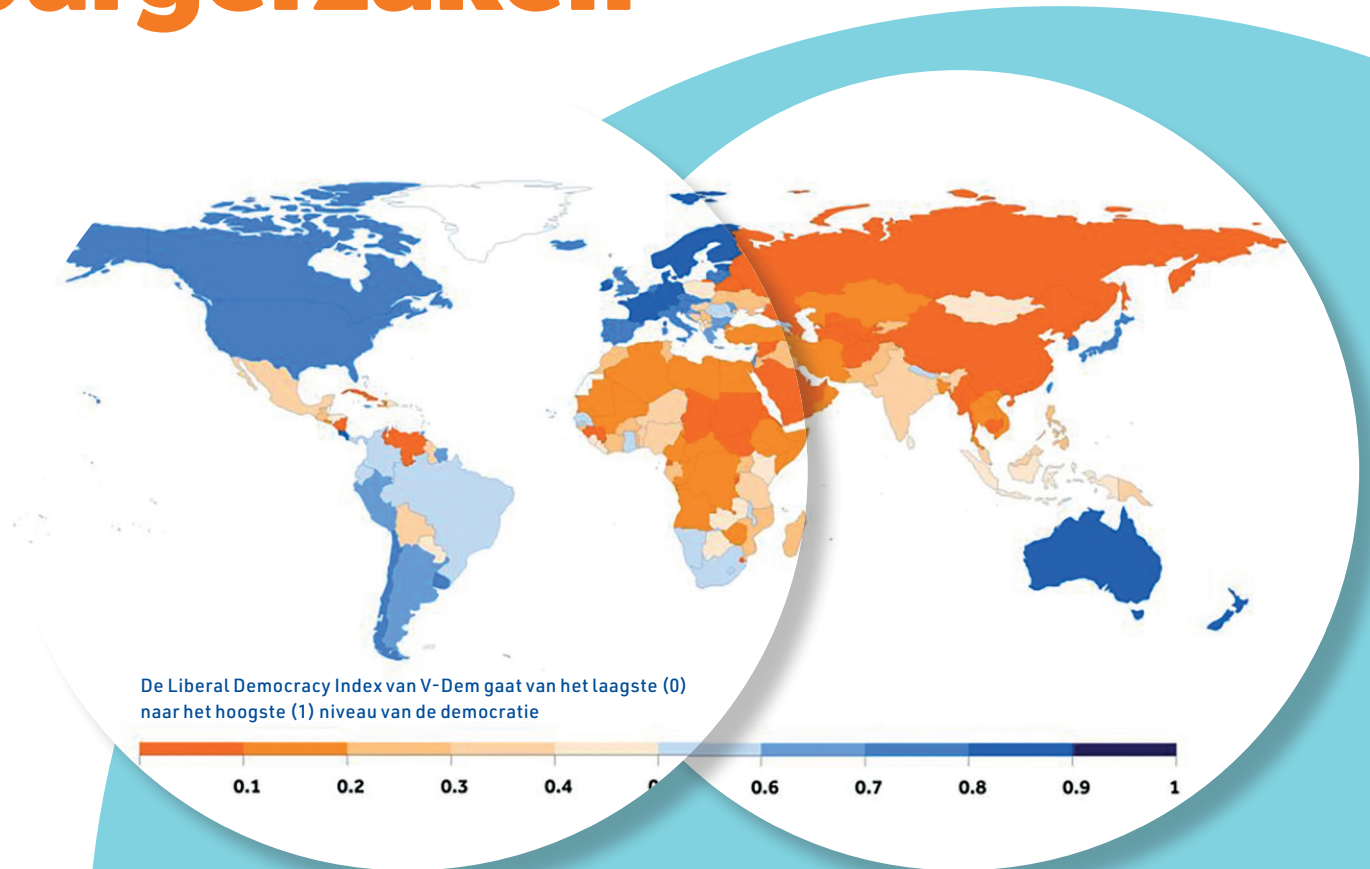 burgerzaken
De Liberal Democracy Index van V-Dem gaat van het laagste (0)
naar het hoogste (1) niveau van de democratie
0.1 0.2 0.3 0.4 0.6 0.7 0.8 0.9 1